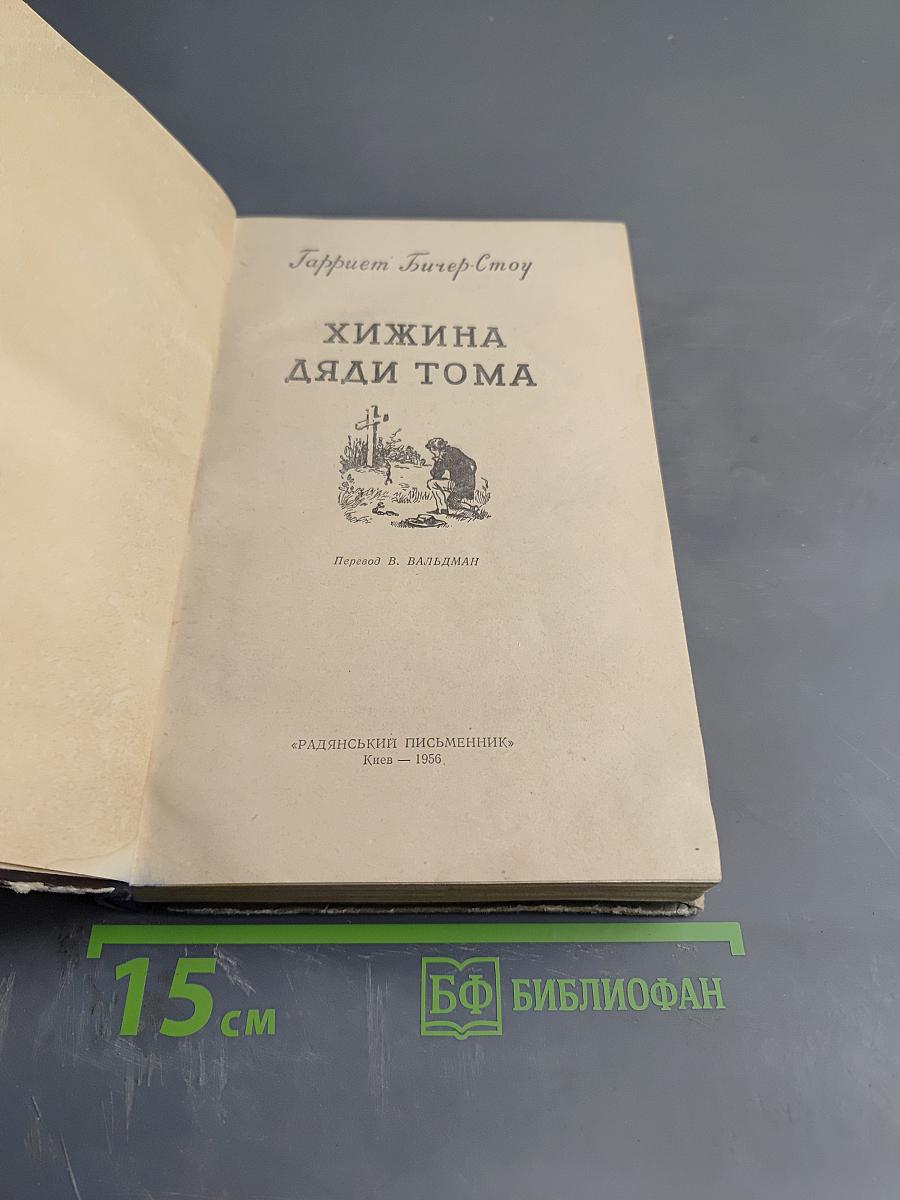 Гарриет Бичер-Стоу
ХИЖИНА
ДЯДИ ТОМА
Перевод В. ВАЛЬДМАН
«РАДЯНСЬКИЙ ПИСЬМЕННИК»
Киев — 1956
15 см
БФ БИБЛИОФАН